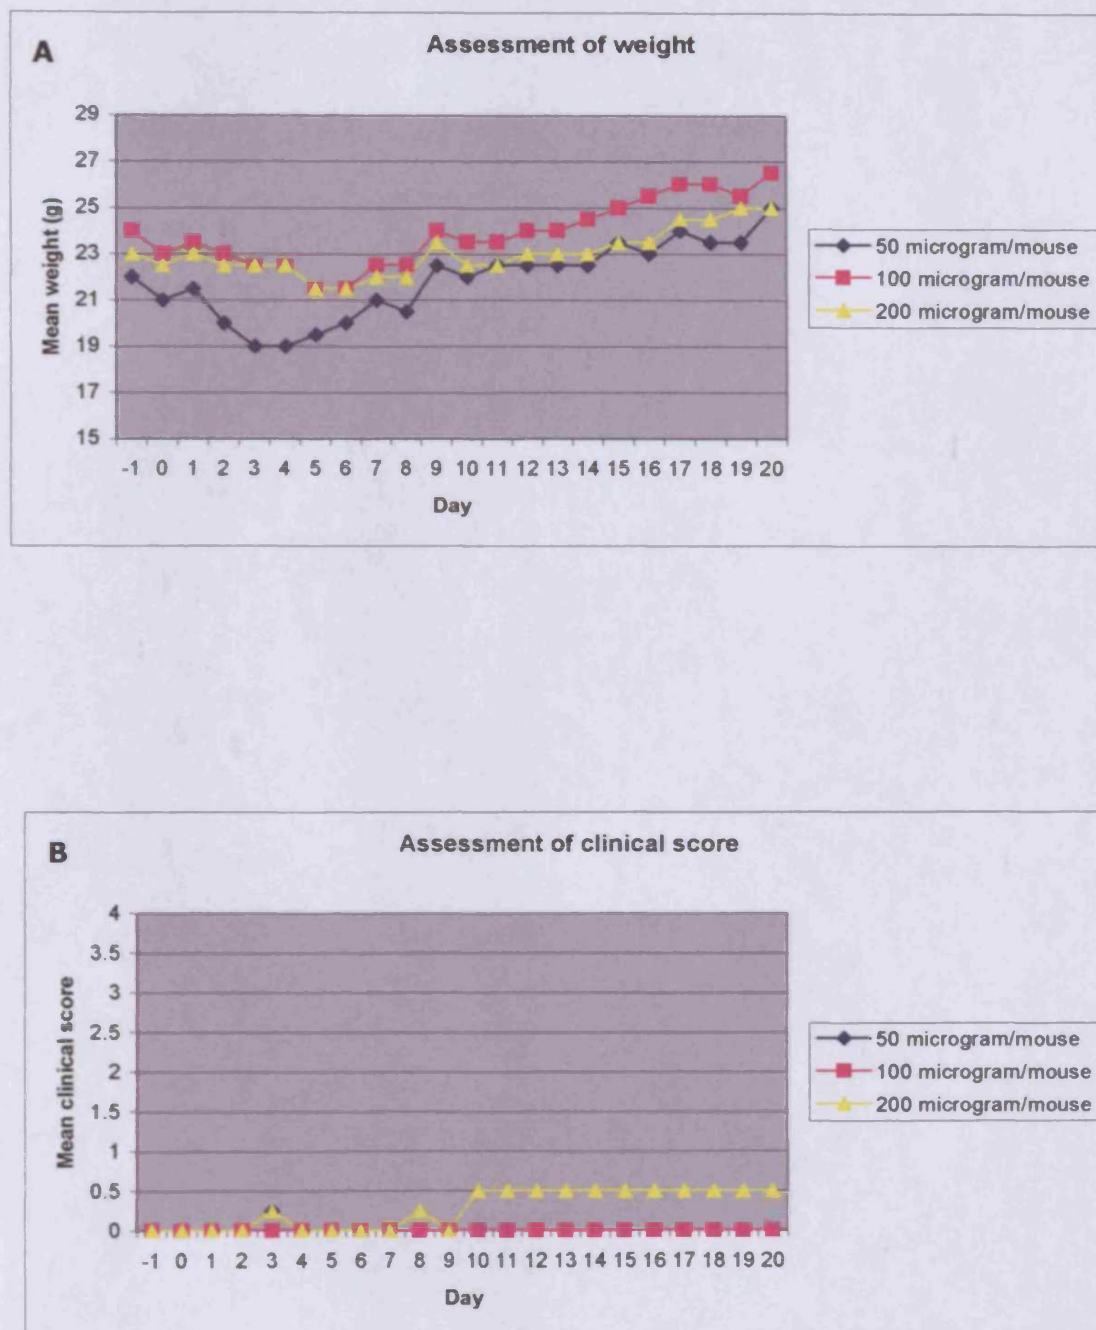 A
Assessment of weight
Mean weight (g)
29
27
25
23
21
19
17
15
-1 0 1 2 3 4 5 6 7 8 9 10 11 12 13 14 15 16 17 18 19 20
Day
50 microgram/mouse
100 microgram/mouse
200 microgram/mouse
B
Assessment of clinical score
Mean clinical score
4
3.5
3
2.5
2
1.5
1
0.5
0
-1 0 1 2 3 4 5 6 7 8 9 10 11 12 13 14 15 16 17 18 19 20
Day
50 microgram/mouse
100 microgram/mouse
200 microgram/mouse